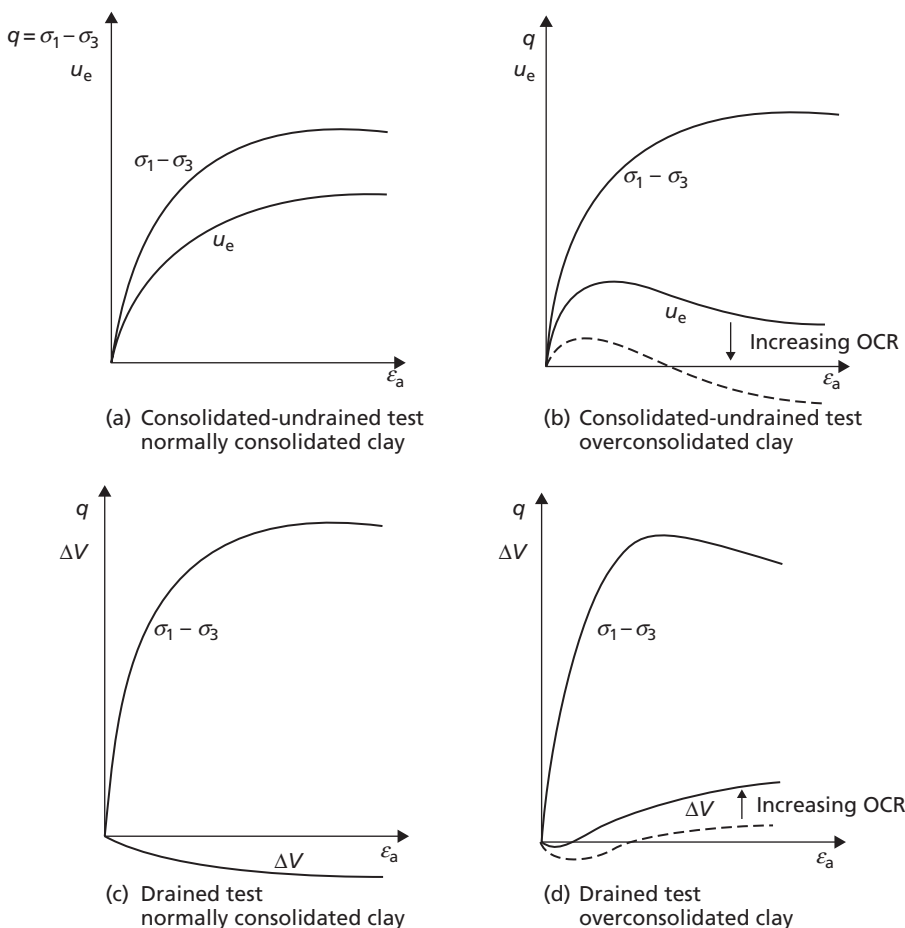 q = σ1 − σ3
ue
σ1 − σ3
ue
εa
(a) Consolidated-undrained test
normally consolidated clay
q
ue
σ1 − σ3
ue
Increasing OCR
εa
(b) Consolidated-undrained test
overconsolidated clay
q
ΔV
σ1 − σ3
εa
ΔV
(c) Drained test
normally consolidated clay
q
ΔV
σ1 − σ3
ΔV
Increasing OCR
εa
(d) Drained test
overconsolidated clay